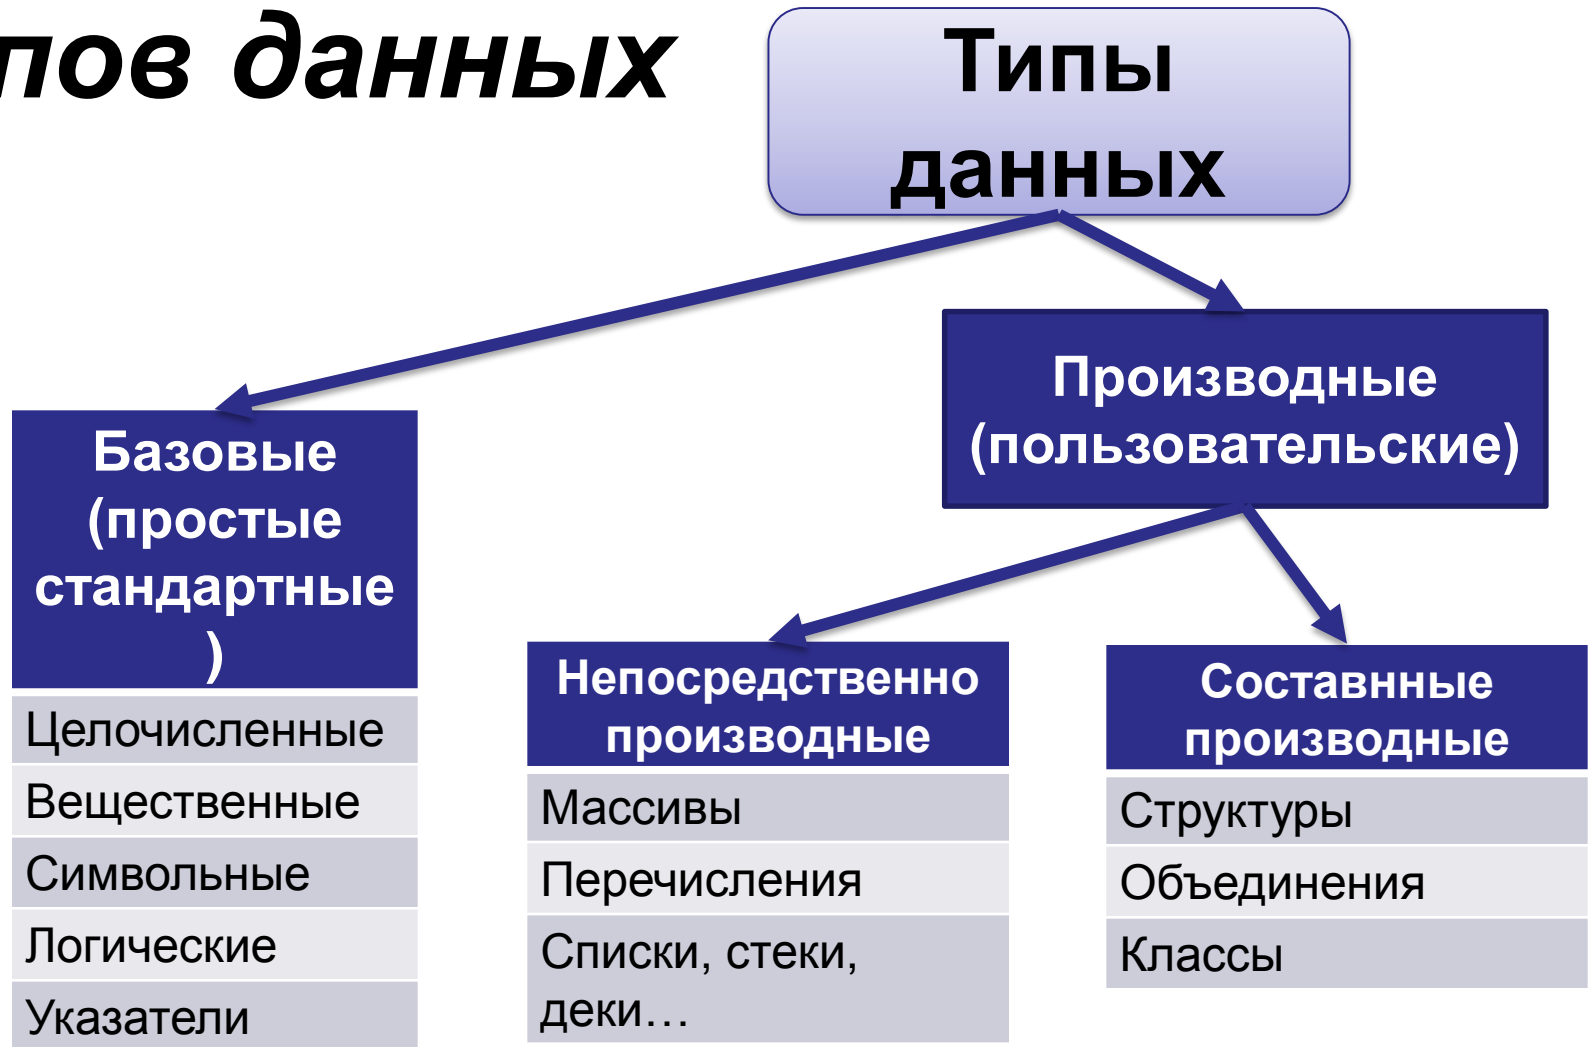 пов данных
Типы
данных
Производные
(пользовательские)
Базовые
(простые
стандартные
)
Целочисленные
Вещественные
Символьные
Логические
Указатели
Непосредственно
производные
Массивы
Перечисления
Списки, стеки,
деки...
Составнные
производные
Структуры
Объединения
Классы